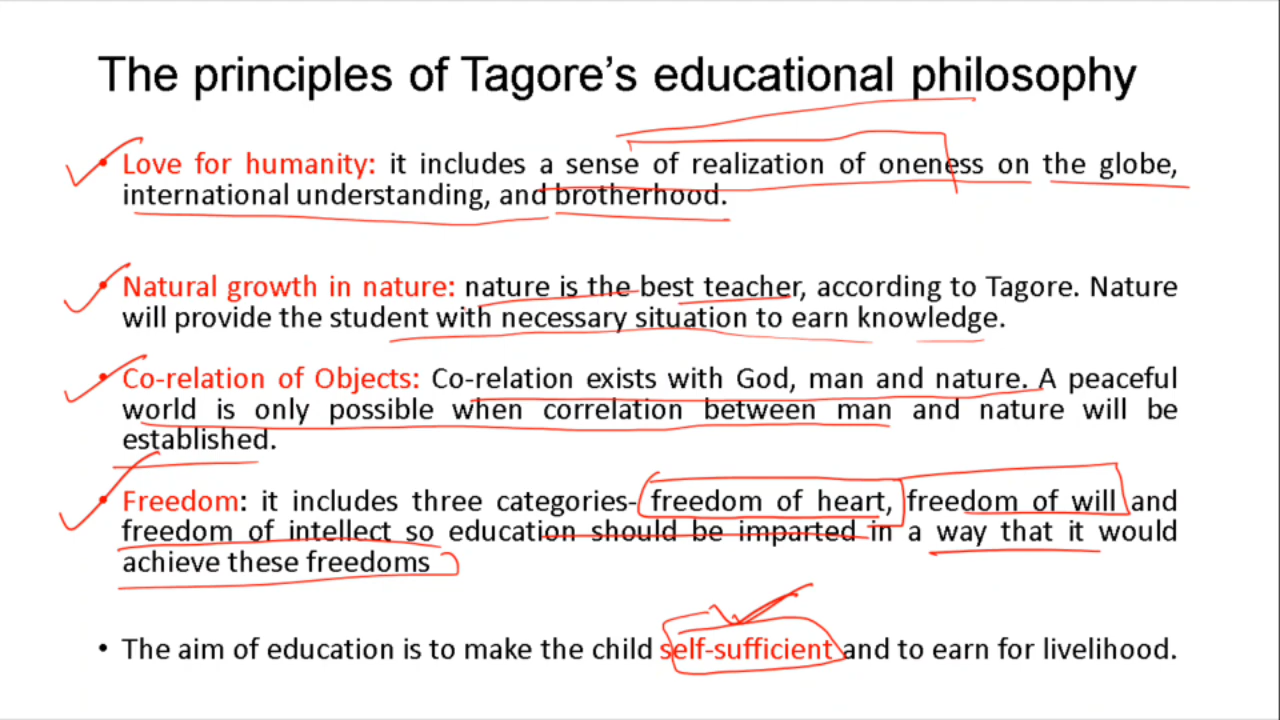 The principles of Tagore’s educational philosophy
• Love for humanity: it includes a sense of realization of oneness on the globe,
international understanding, and brotherhood.
• Natural growth in nature: nature is the best teacher, according to Tagore. Nature
will provide the student with necessary situation to earn knowledge.
• Co-relation of Objects: Co-relation exists with God, man and nature. A peaceful
world is only possible when correlation between man and nature will be
established.
• Freedom: it includes three categories- freedom of heart, freedom of will and
freedom of intellect so education should be imparted in a way that it would
achieve these freedoms
• The aim of education is to make the child self-sufficient and to earn for livelihood.